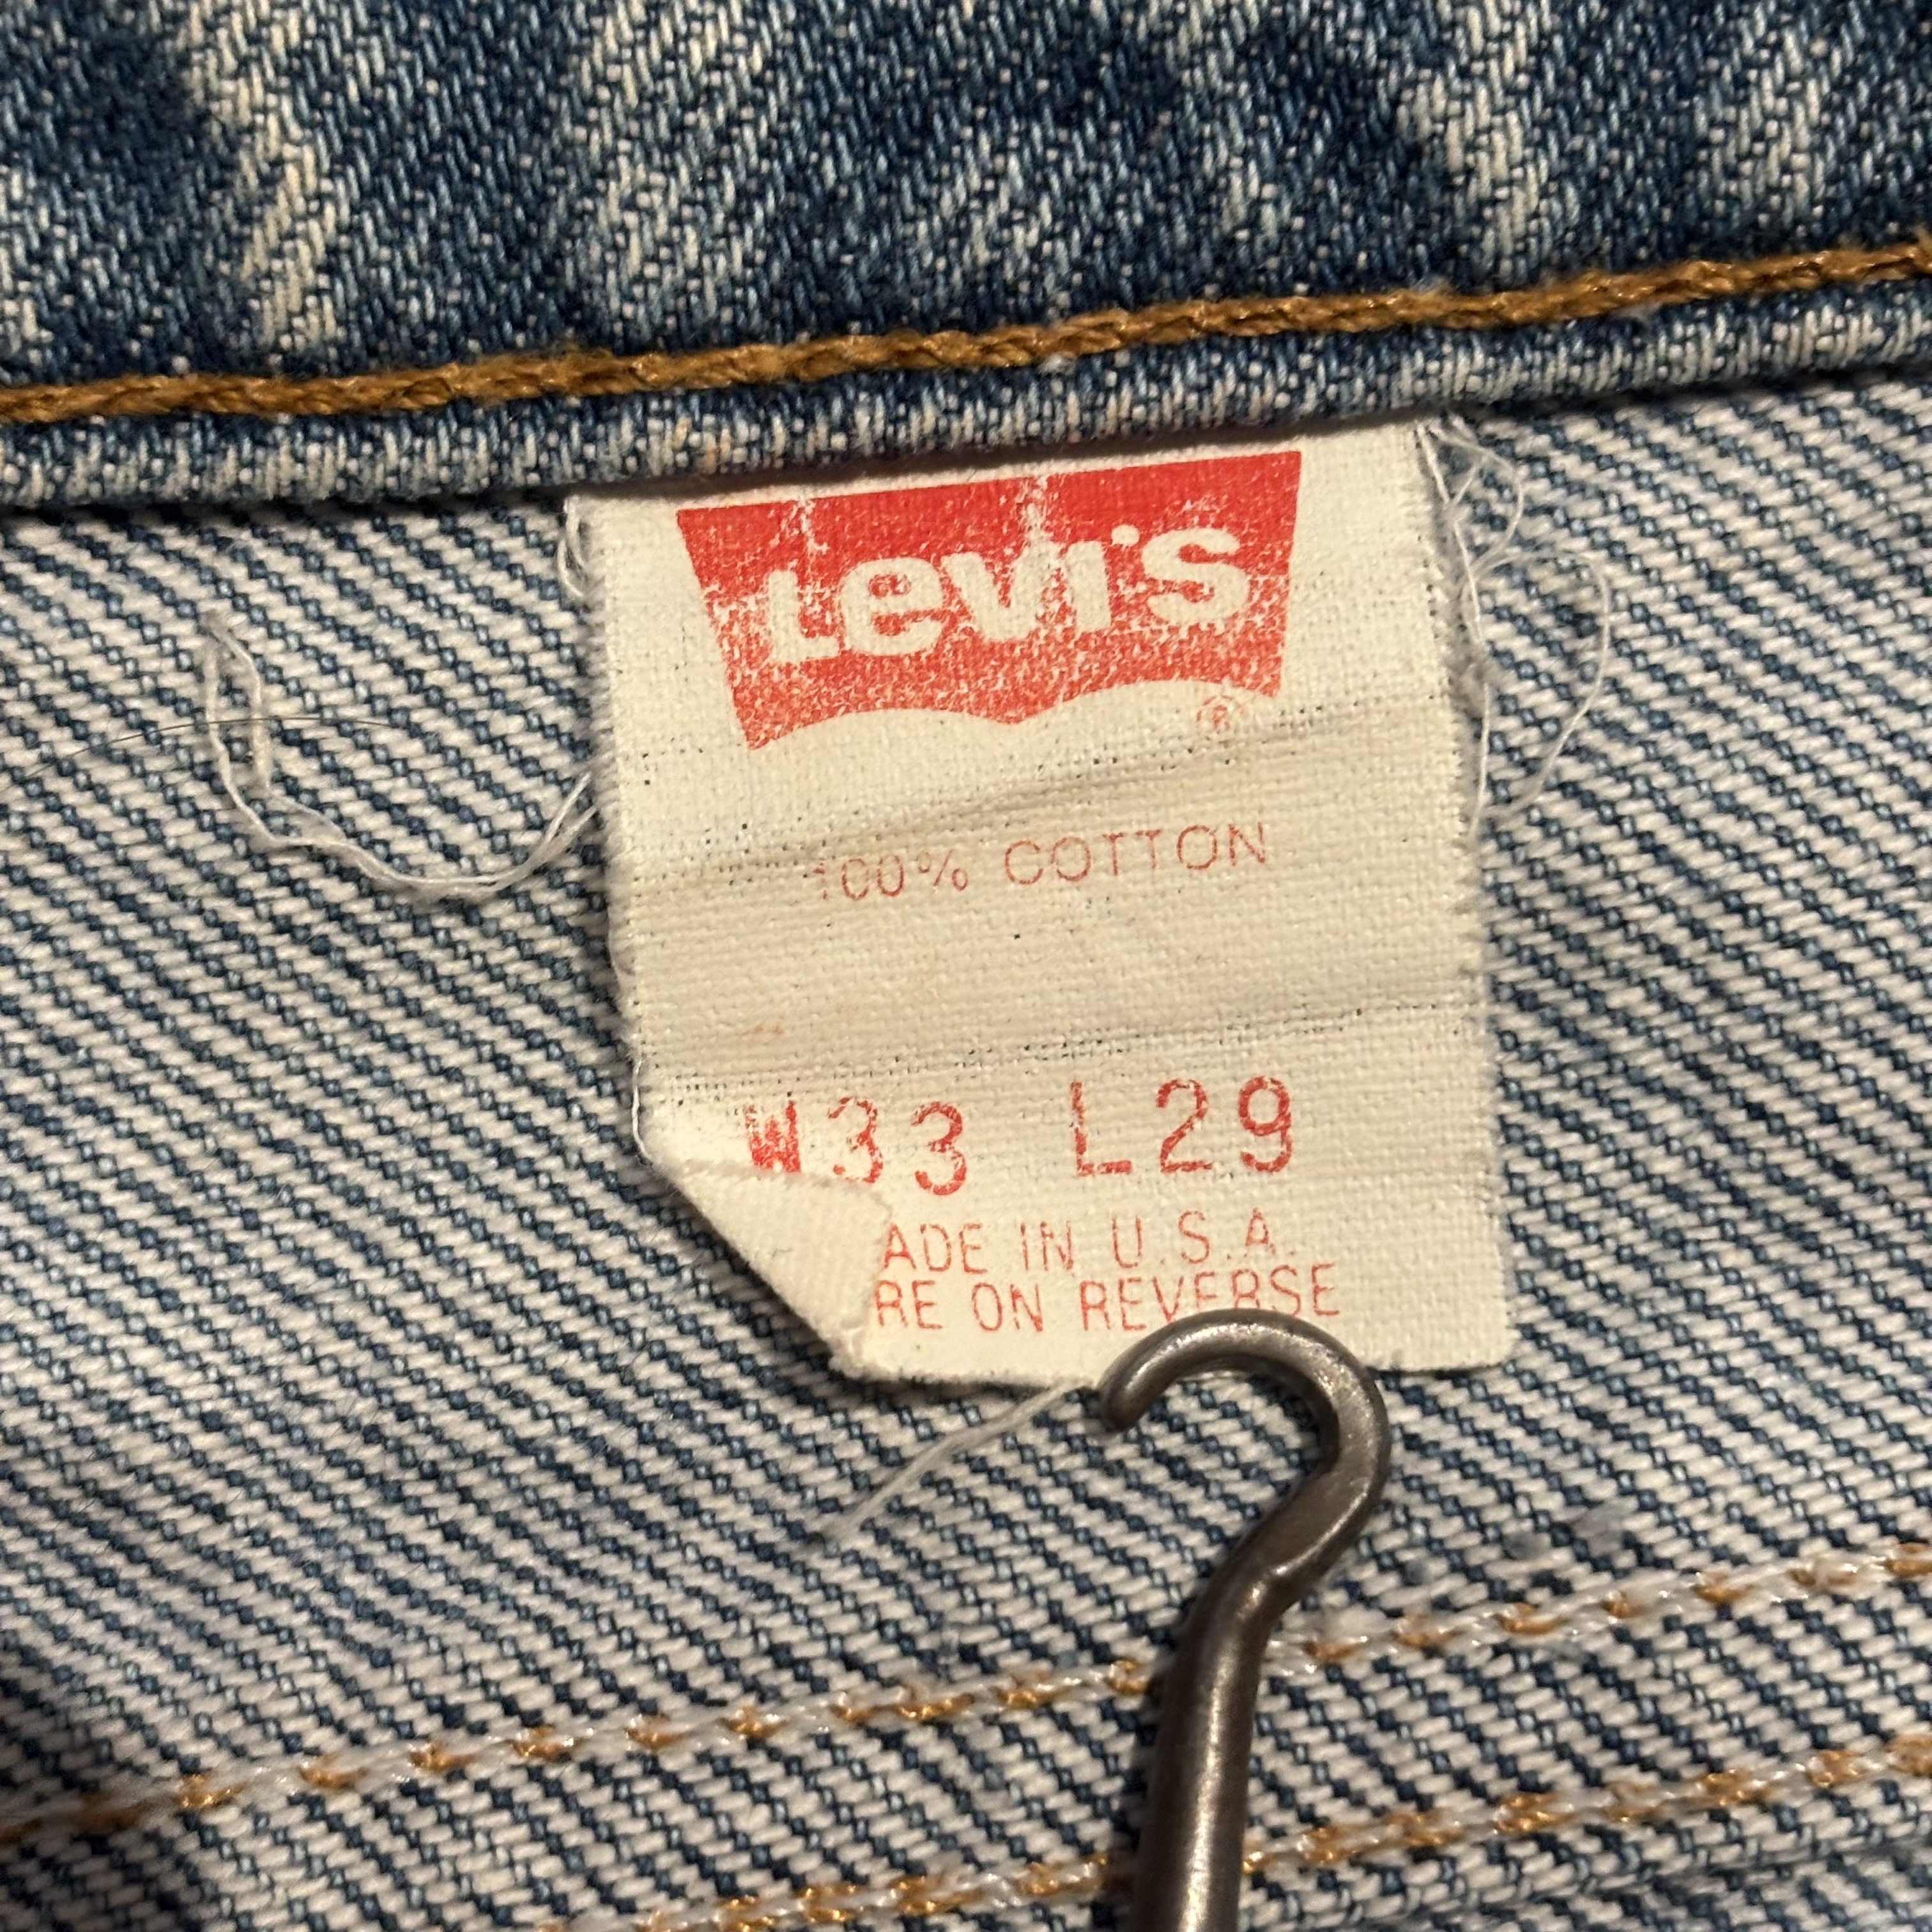 Levi's
®
100% COTTON
W33 L29
ADE IN U.S.A.
RE ON REVERSE